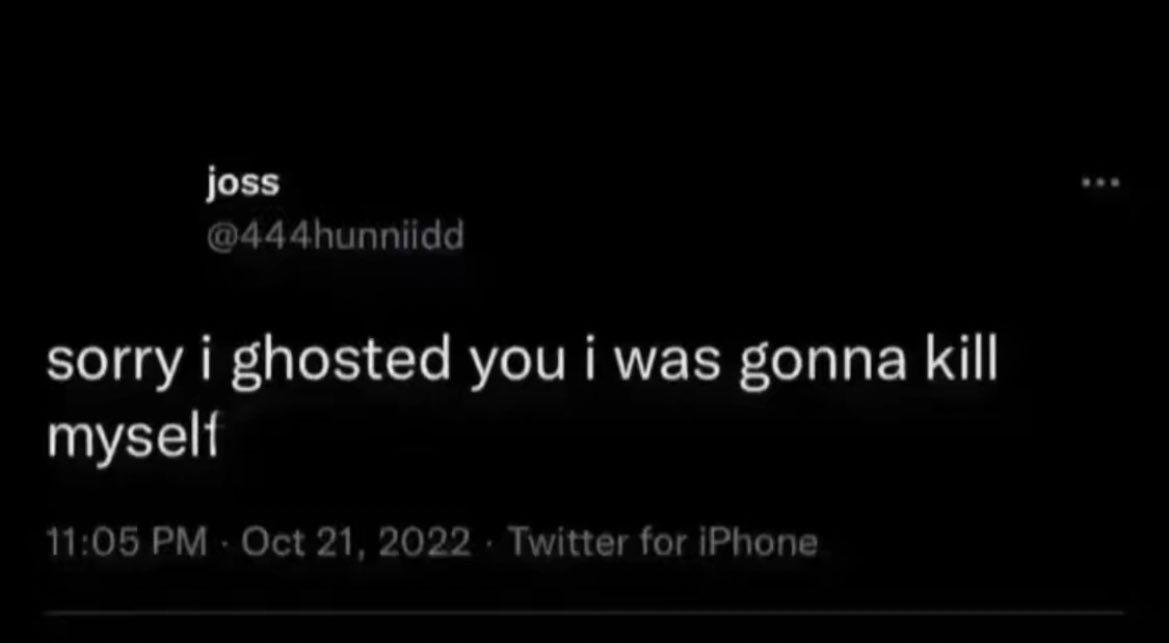 joss
@444hunniidd
sorry i ghosted you i was gonna kill
myself
11:05 PM · Oct 21, 2022 · Twitter for iPhone